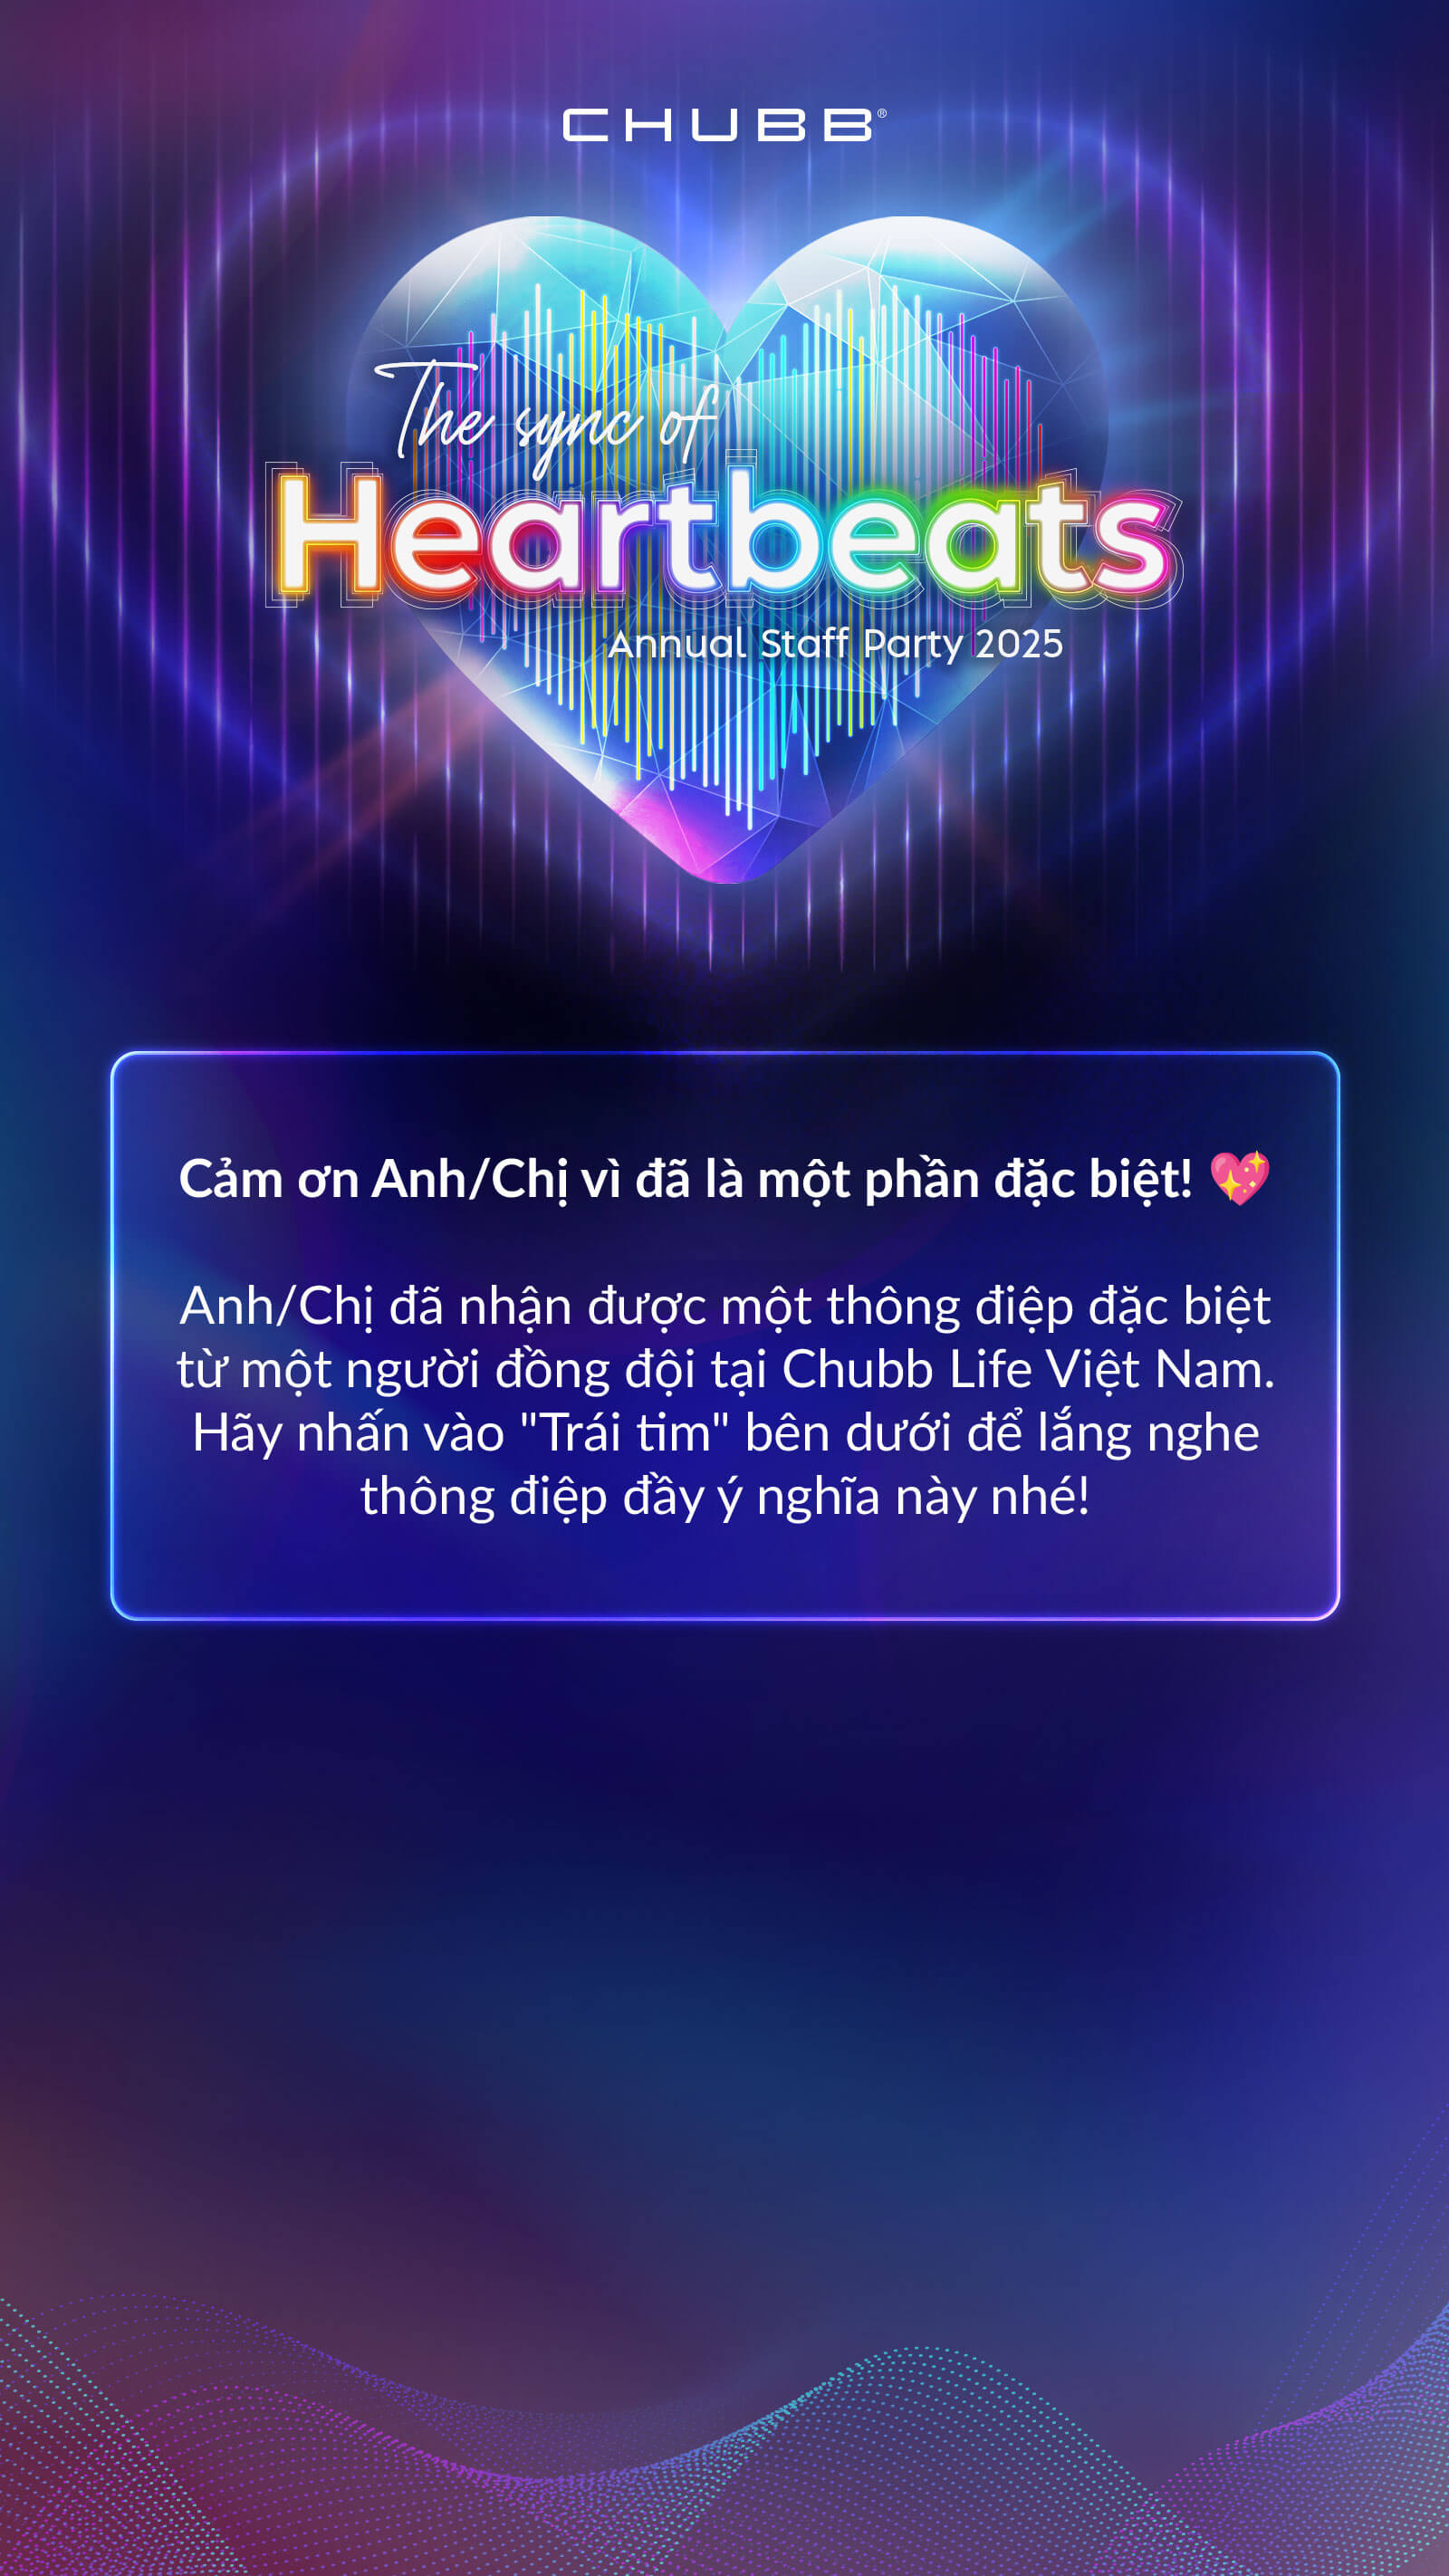 CHUBB®
The sync of
Heartbeats
Annual Staff Party 2025
Cảm ơn Anh/Chị vì đã là một phần đặc biệt! 💖
Anh/Chị đã nhận được một thông điệp đặc biệt
từ một người đồng đội tại Chubb Life Việt Nam.
Hãy nhấn vào "Trái tim" bên dưới để lắng nghe
thông điệp đầy ý nghĩa này nhé!